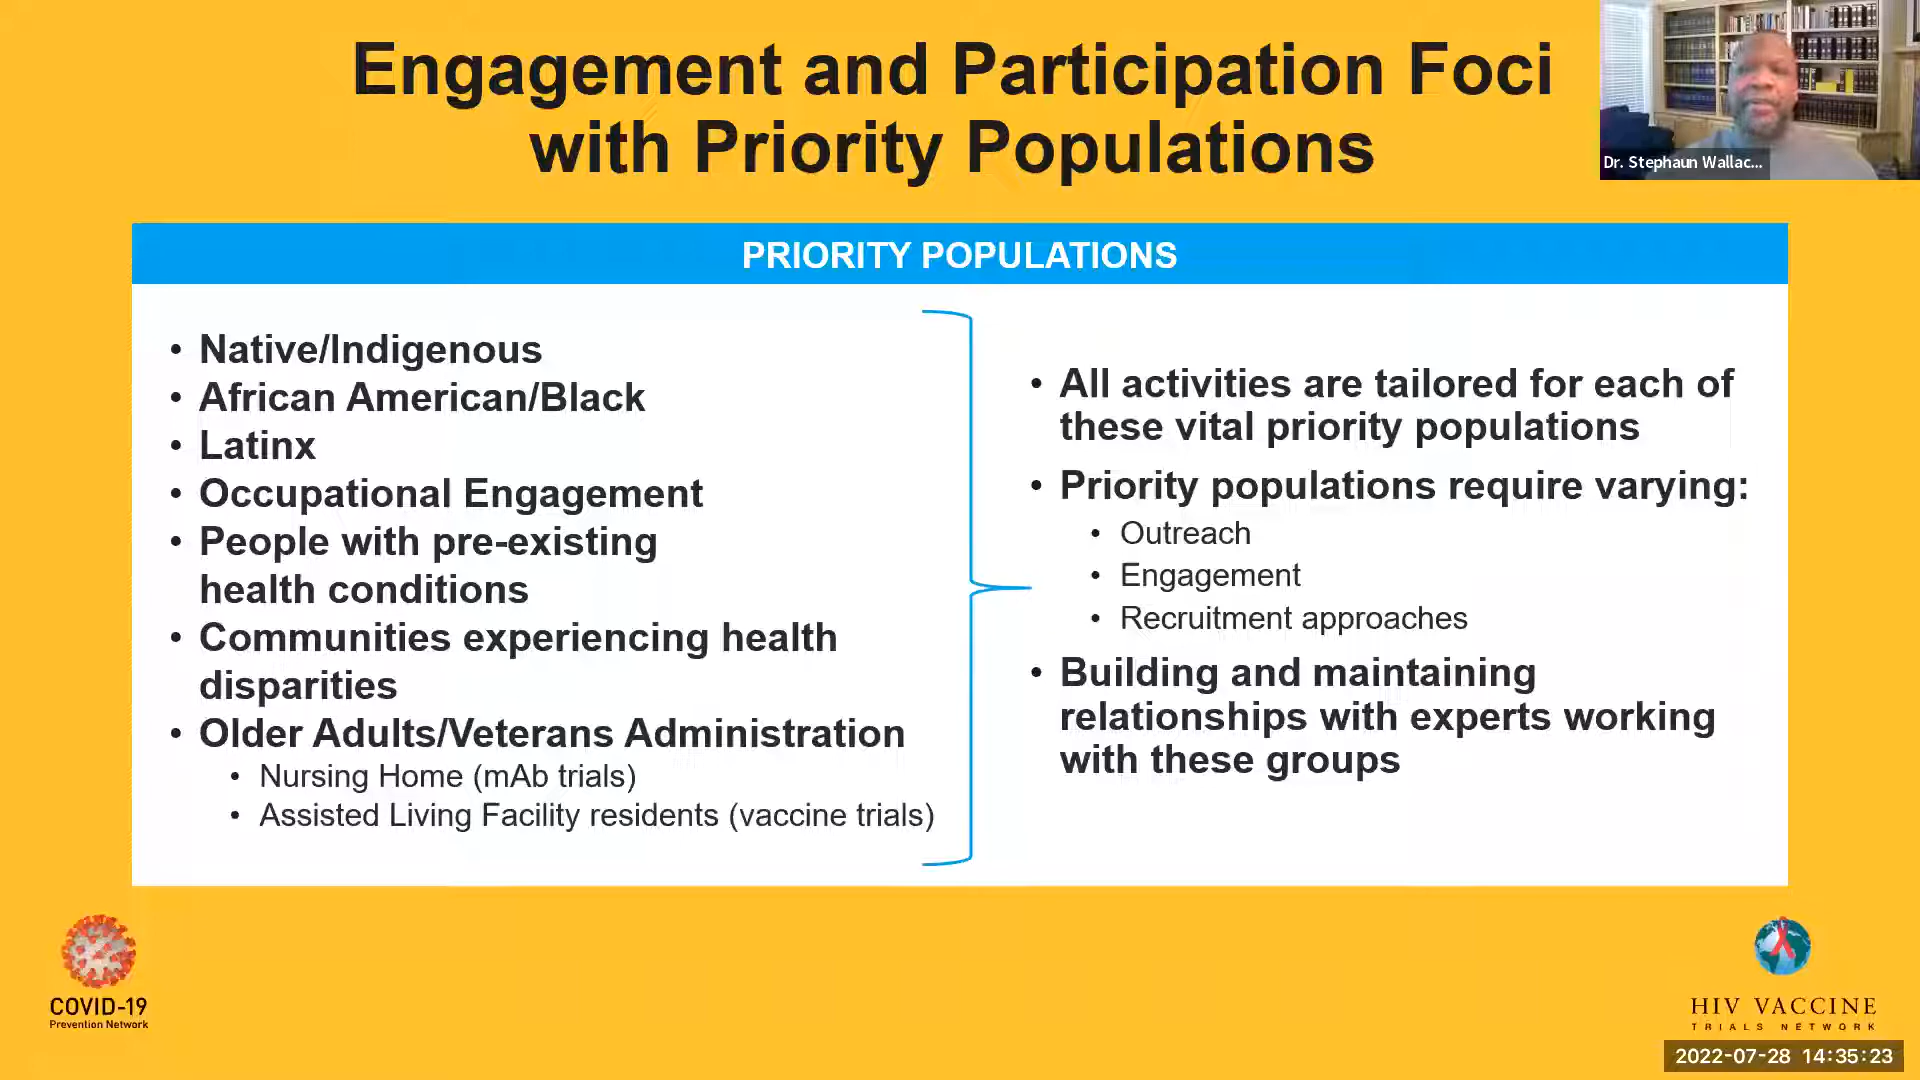 Engagement and Participation Foci
with Priority Populations
Dr. Stephaun Wallac...
PRIORITY POPULATIONS
• Native/Indigenous
• African American/Black
• Latinx
• Occupational Engagement
• People with pre-existing
health conditions
• Communities experiencing health
disparities
• Older Adults/Veterans Administration
• Nursing Home (mAb trials)
• Assisted Living Facility residents (vaccine trials)
• All activities are tailored for each of
these vital priority populations
• Priority populations require varying:
• Outreach
• Engagement
• Recruitment approaches
• Building and maintaining
relationships with experts working
with these groups
COVID-19
Prevention Network
HIV VACCINE
TRIALS NETWORK
2022-07-28 14:35:23